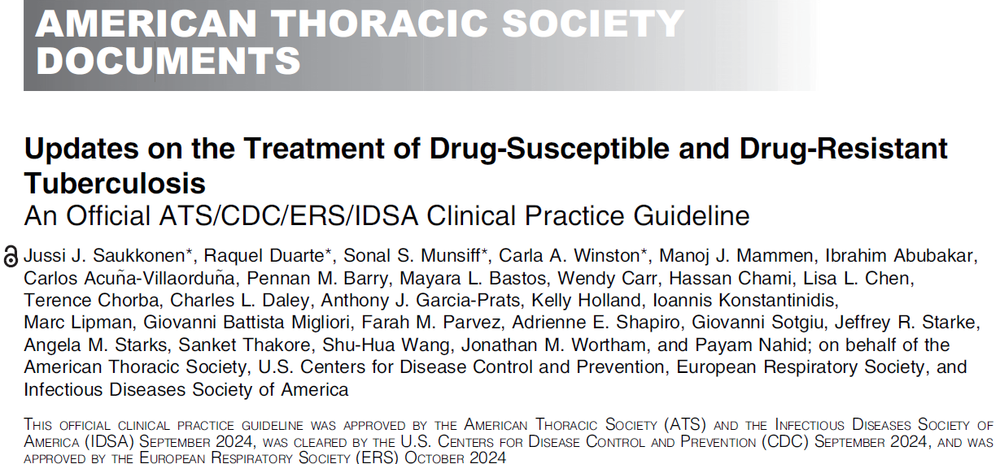 AMERICAN THORACIC SOCIETY
DOCUMENTS
Updates on the Treatment of Drug-Susceptible and Drug-Resistant
Tuberculosis
An Official ATS/CDC/ERS/IDSA Clinical Practice Guideline
Jussi J. Saukkonen*, Raquel Duarte*, Sonal S. Munsiff*, Carla A. Winston*, Manoj J. Mammen, Ibrahim Abubakar,
Carlos Acuña-Villaorduña, Pennan M. Barry, Mayara L. Bastos, Wendy Carr, Hassan Chami, Lisa L. Chen,
Terence Chorba, Charles L. Daley, Anthony J. Garcia-Prats, Kelly Holland, Ioannis Konstantinidis,
Marc Lipman, Giovanni Battista Migliori, Farah M. Parvez, Adrienne E. Shapiro, Giovanni Sotgiu, Jeffrey R. Starke,
Angela M. Starks, Sanket Thakore, Shu-Hua Wang, Jonathan M. Wortham, and Payam Nahid; on behalf of the
American Thoracic Society, U.S. Centers for Disease Control and Prevention, European Respiratory Society, and
Infectious Diseases Society of America
THIS OFFICIAL CLINICAL PRACTICE GUIDELINE WAS APPROVED BY THE AMERICAN THORACIC SOCIETY (ATS) AND THE INFECTIOUS DISEASES SOCIETY OF
AMERICA (IDSA) SEPTEMBER 2024, WAS CLEARED BY THE U.S. CENTERS FOR DISEASE CONTROL AND PREVENTION (CDC) SEPTEMBER 2024, AND WAS
APPROVED BY THE EUROPEAN RESPIRATORY SOCIETY (ERS) OCTOBER 2024